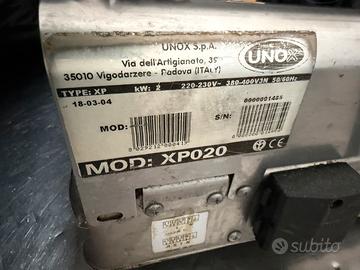 UNOX S.p.A.
Via dell'Artigianato, 35
35010 Vigodarzere - Padova (ITALY)
UNOX
TYPE: XP kW: 2 220-230V~ 380-400V3N 50/60Hz
18-03-04
MOD: S/N:
MOD: XP020
subito